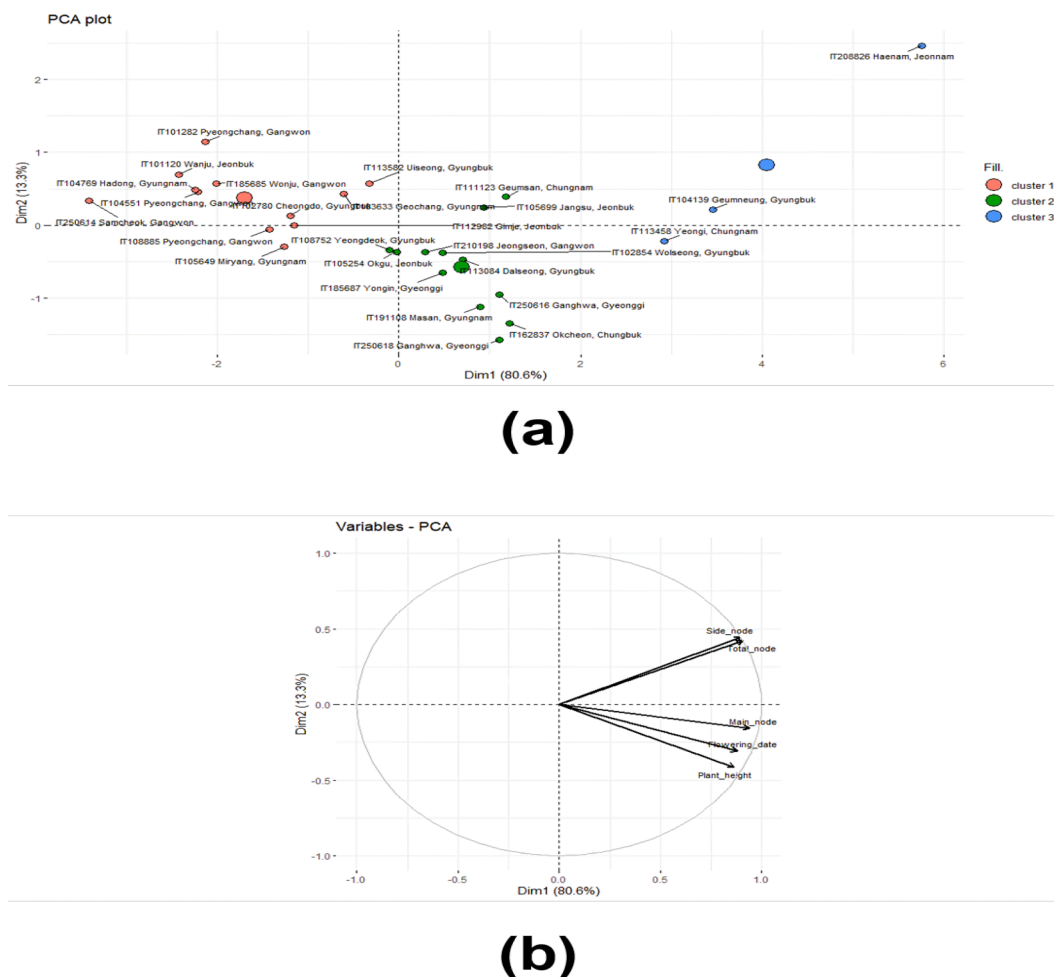 PCA plot
IT208826 Haenam, Jeonnam
IT101282 Pyeongchang, Gangwon
IT101120 Wanju, Jeonbuk
IT113582 Uiseong, Gyungbuk
IT104769 Hadong, Gyungnam
IT185685 Wonju, Gangwon
IT111123 Geumsan, Chungnam
IT104551 Pyeongchang, Gangwon
IT102780 Cheongdo, Gyungbuk
Geochang, Gyungnam
IT105699 Jangsu, Jeonbuk
IT104139 Geumneung, Gyungbuk
IT250614 Samcheok, Gangwon
IT112982 Gimje, Jeonbuk
IT113458 Yeongi, Chungnam
IT108885 Pyeongchang, Gangwon
IT108752 Yeongdeok, Gyungbuk
IT210198 Jeongseon, Gangwon
IT102854 Wolseong, Gyungbuk
IT105649 Miryang, Gyungnam
IT105254 Okgu, Jeonbuk
IT113084 Dalseong, Gyungbuk
IT185687 Yongin, Gyeonggi
IT250616 Ganghwa, Gyeonggi
IT191108 Masan, Gyungnam
IT162837 Okcheon, Chungbuk
IT250618 Ganghwa, Gyeonggi
2
1
0
-1
Dim2 (13.3%)
-2 0 2 4 6
Dim1 (80.6%)
Fill.
cluster 1
cluster 2
cluster 3
(a)
Variables - PCA
1.0
0.5
0.0
-0.5
-1.0
Dim2 (13.3%)
Side_node
Total_node
Main_node
Flowering_date
Plant_height
-1.0 -0.5 0.0 0.5 1.0
Dim1 (80.6%)
(b)